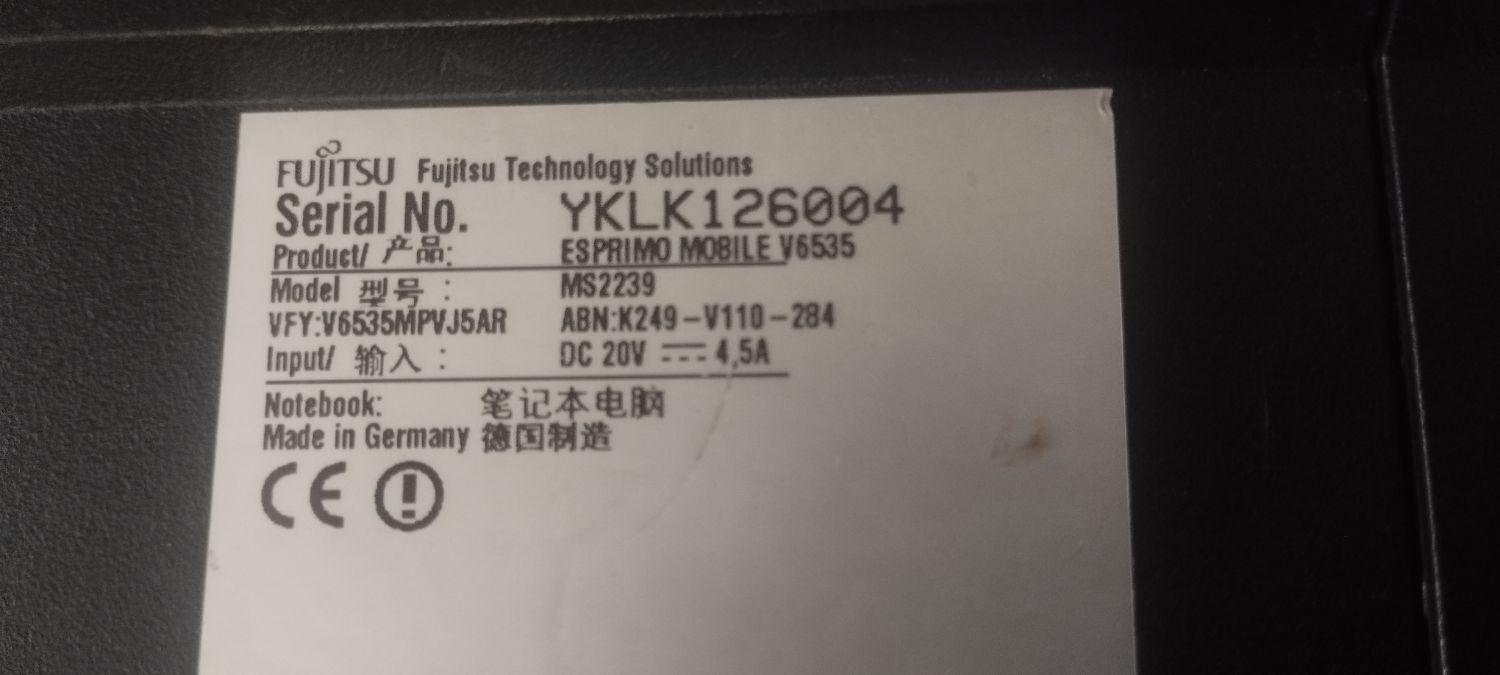 FUJITSU Fujitsu Technology Solutions
Serial No. YKLK126004
Product/ 产品: ESPRIMO MOBILE V6535
Model 型号 : MS2239
VFY:V6535MPVJ5AR ABN:K249-V110-284
Input/ 输入 : DC 20V ⎓ 4,5A
Notebook: 笔记本电脑
Made in Germany 德国制造
CE